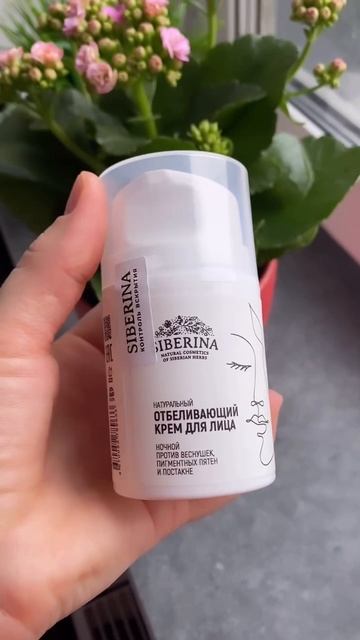 SIBERINA
КОНТРОЛЬ ВСКРЫТИЯ
SIBERINA
NATURAL COSMETICS
OF SIBERIAN HERBS
НАТУРАЛЬНЫЙ
ОТБЕЛИВАЮЩИЙ
КРЕМ ДЛЯ ЛИЦА
НОЧНОЙ
ПРОТИВ ВЕСНУШЕК,
ПИГМЕНТНЫХ ПЯТЕН
И ПОСТАКНЕ